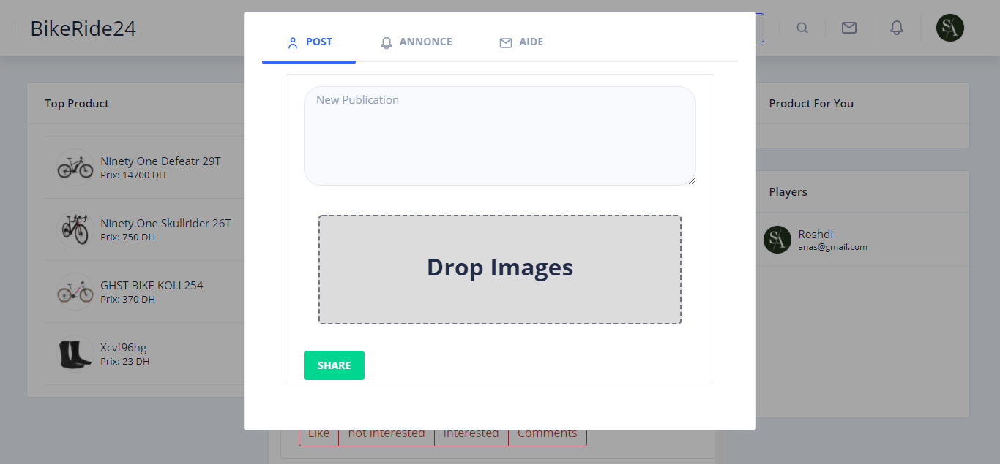 BikeRide24
SA
POST
ANNONCE
AIDE
New Publication
Drop Images
SHARE
Top Product
Ninety One Defeatr 29T
Prix: 14700 DH
Ninety One Skullrider 26T
Prix: 750 DH
GHST BIKE KOLI 254
Prix: 370 DH
Xcvf96hg
Prix: 23 DH
Product For You
Players
SA
Roshdi
anas@gmail.com
Like
not interested
Interested
Comments